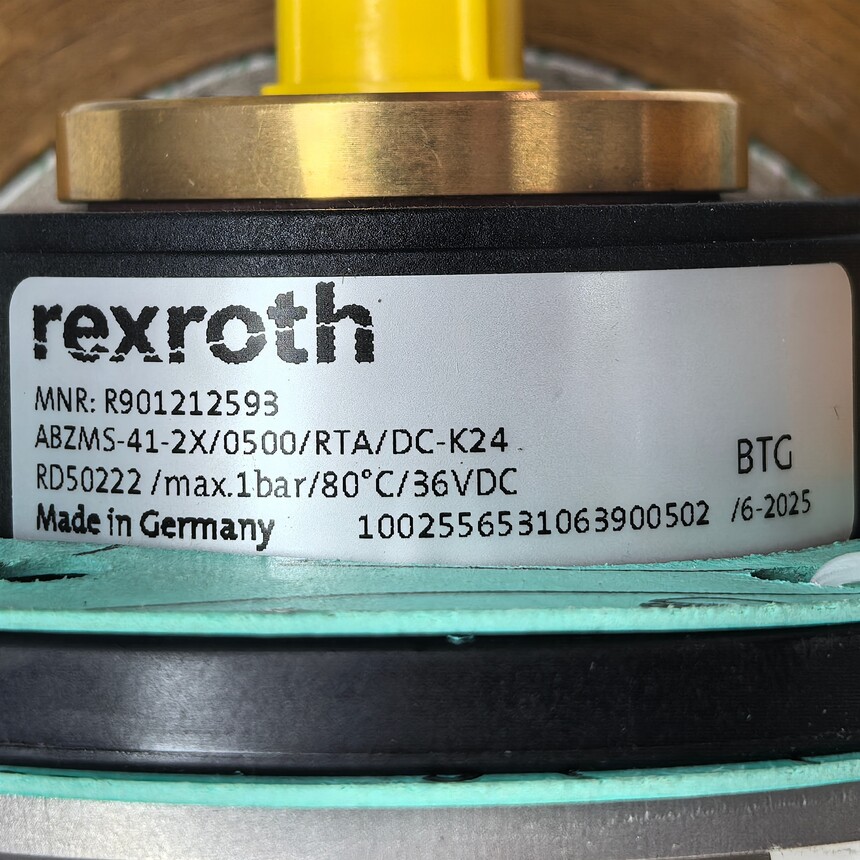 rexroth
MNR: R901212593
ABZMS-41-2X/0500/RTA/DC-K24
RD50222 /max.1bar/80°C/36VDC
BTG
Made in Germany 1002556531063900502 /6-2025